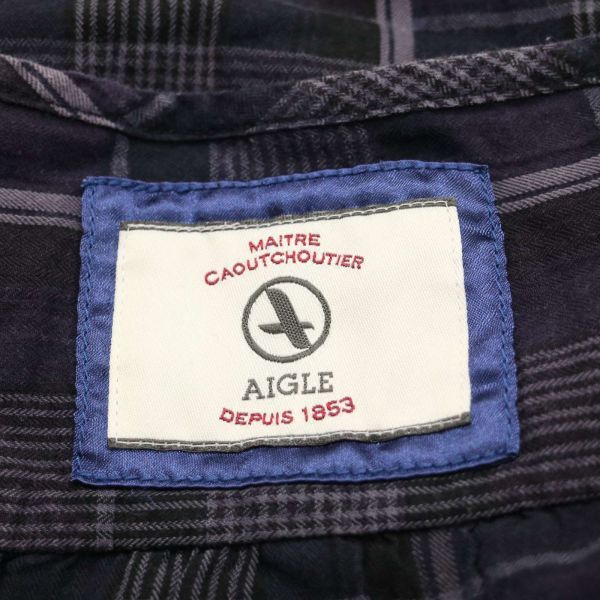 MAITRE
CAOUTCHOUTIER
AIGLE
DEPUIS 1853